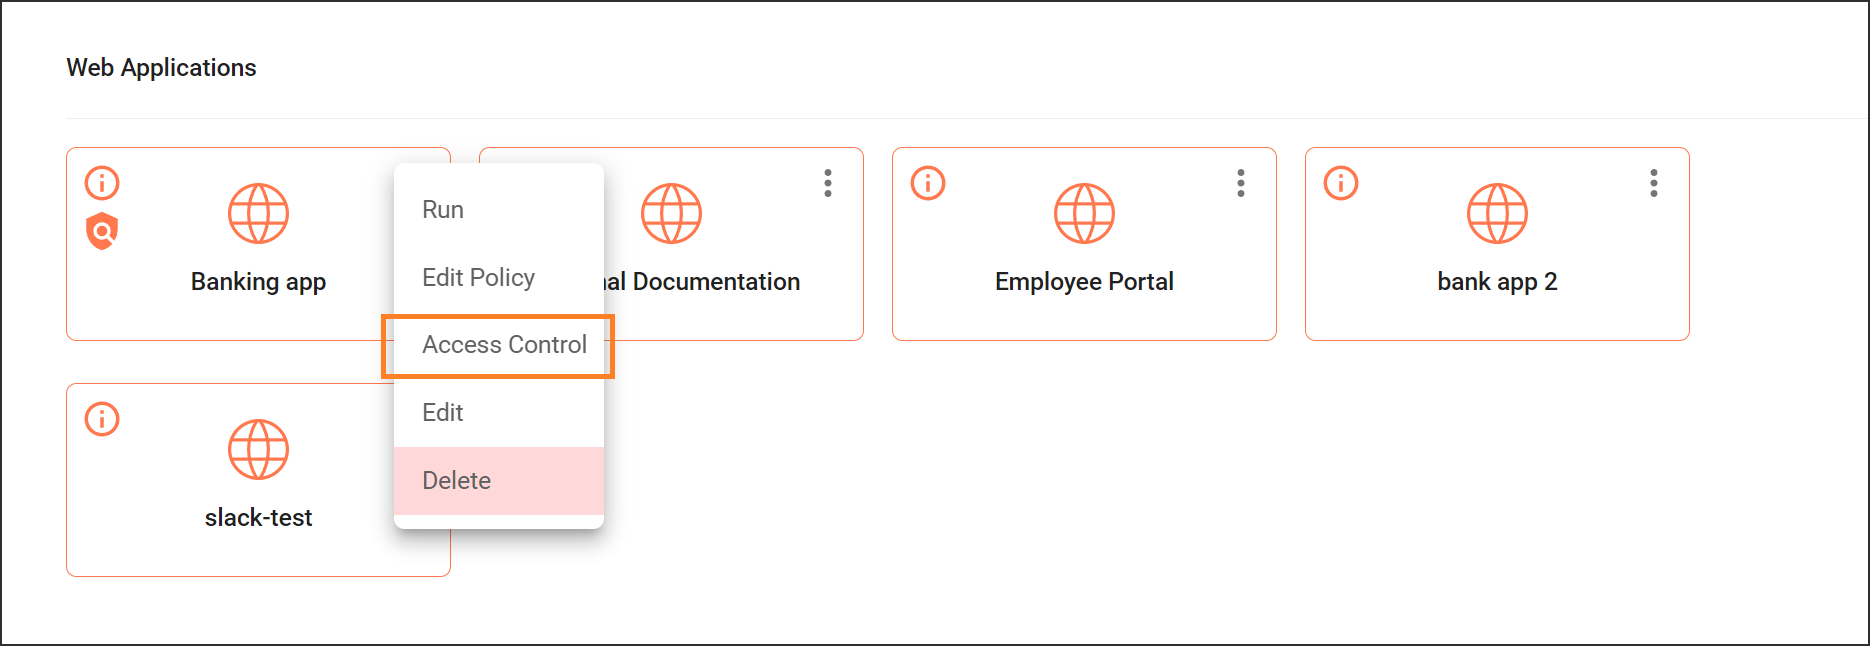 Web Applications
Banking app
Run
Edit Policy
Access Control
Edit
Delete
Documentation
Employee Portal
bank app 2
slack-test